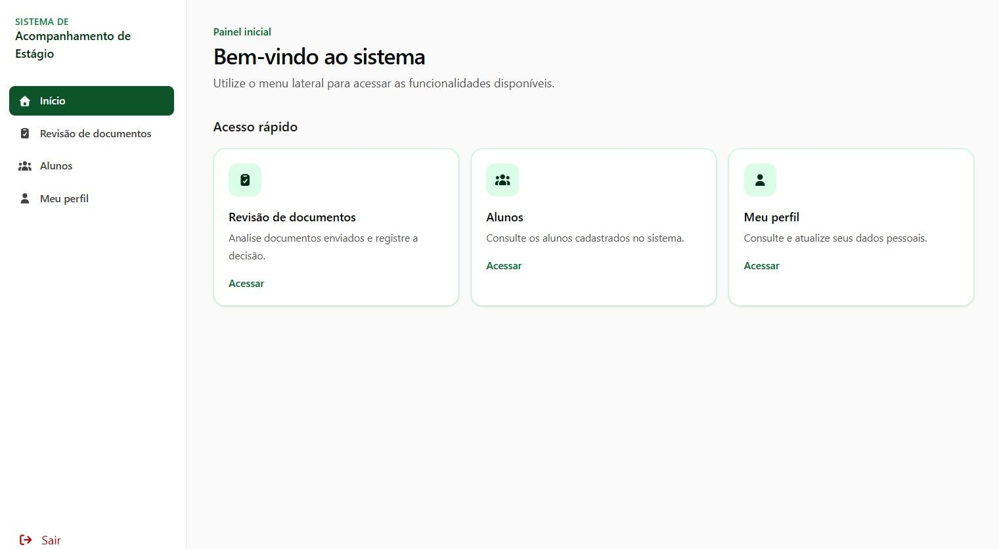 SISTEMA DE
Acompanhamento de
Estágio
Início
Revisão de documentos
Alunos
Meu perfil
Sair
Painel inicial
Bem-vindo ao sistema
Utilize o menu lateral para acessar as funcionalidades disponíveis.
Acesso rápido
Revisão de documentos
Analise documentos enviados e registre a
decisão.
Acessar
Alunos
Consulte os alunos cadastrados no sistema.
Acessar
Meu perfil
Consulte e atualize seus dados pessoais.
Acessar